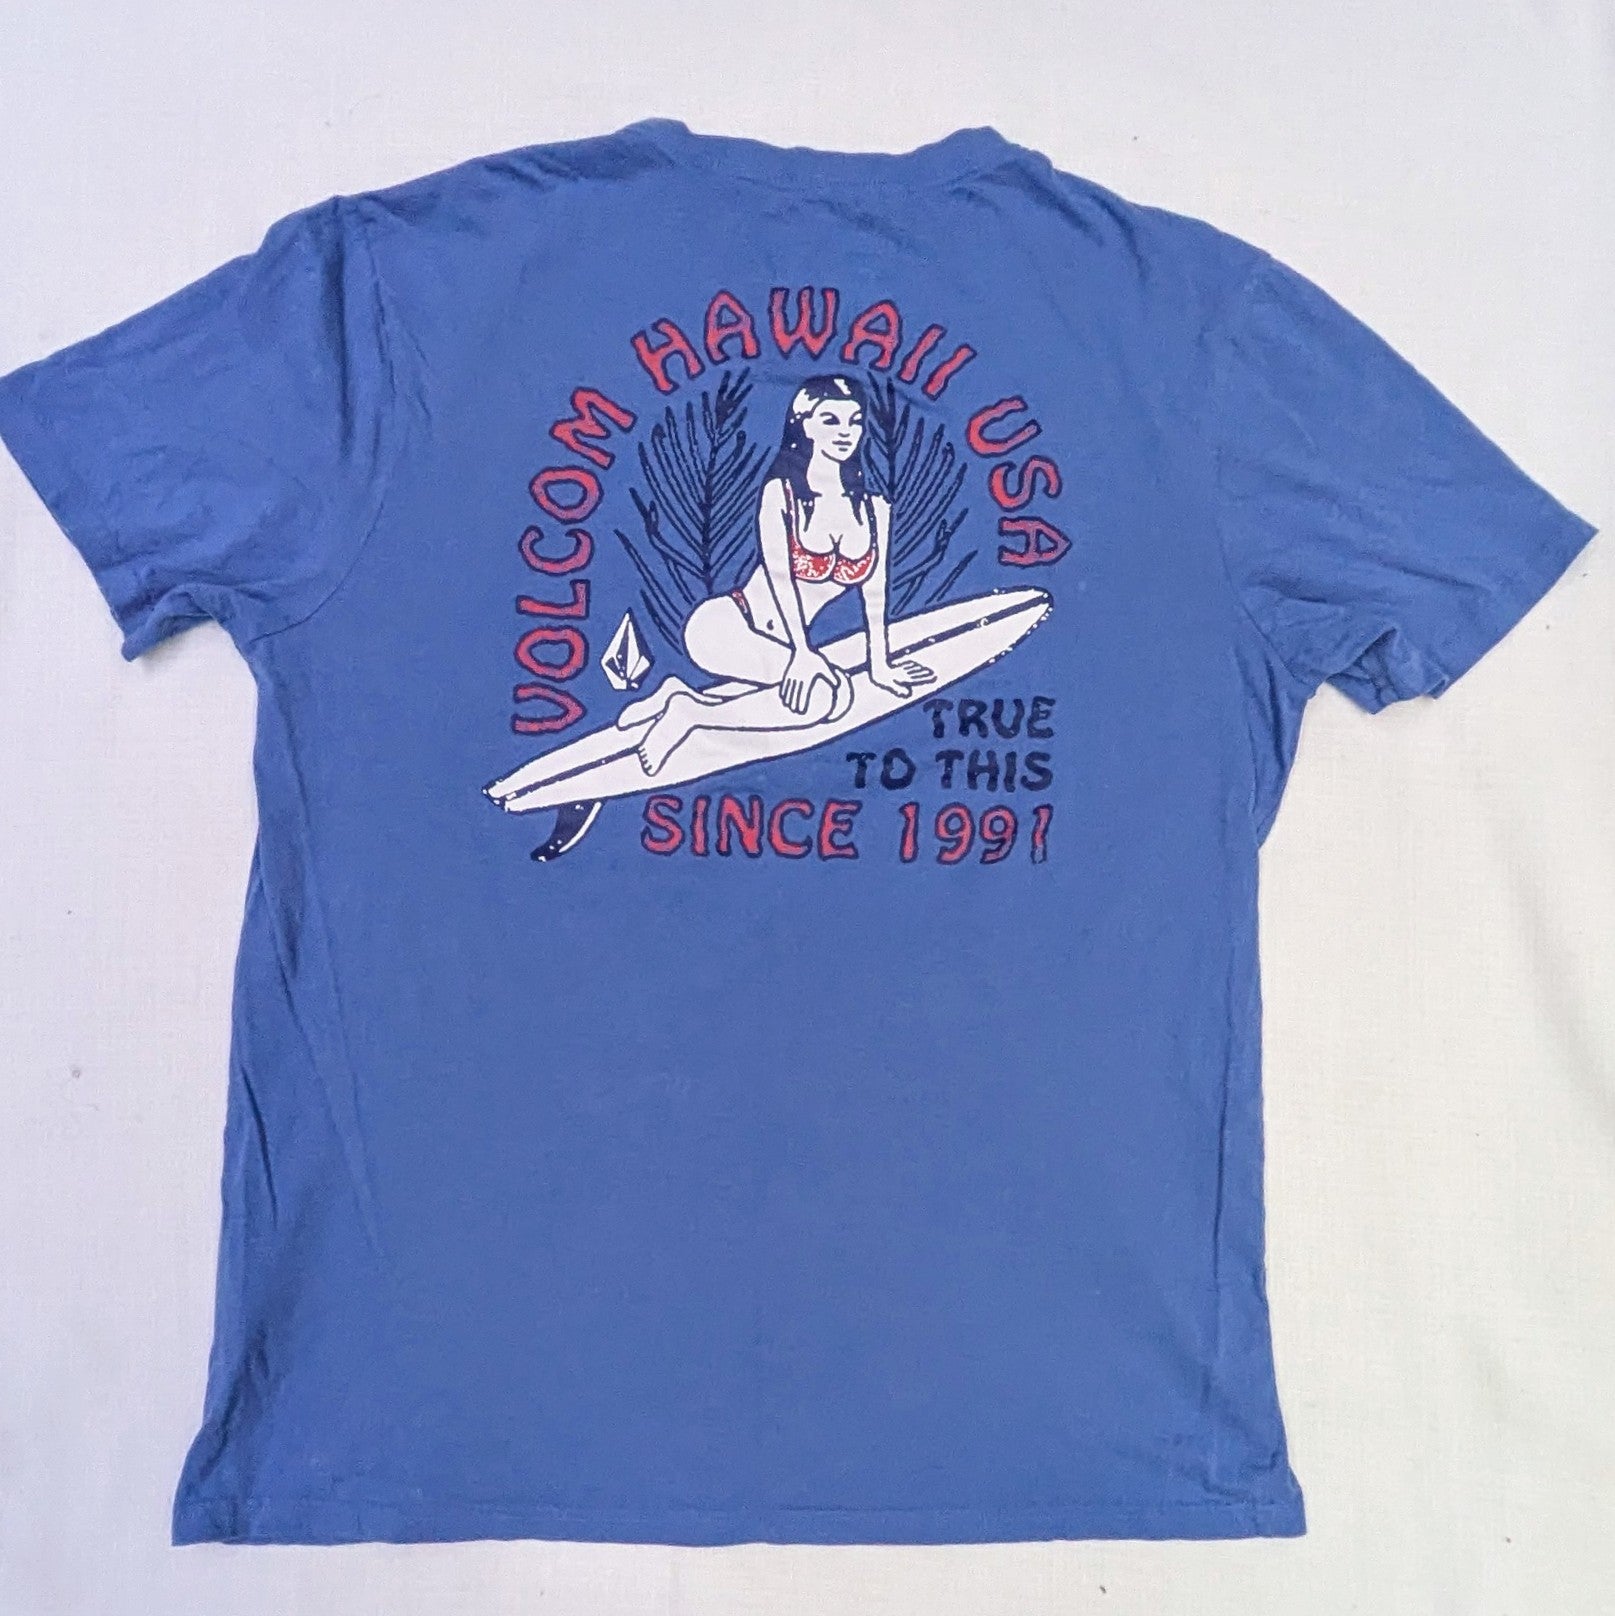 VOLCOM HAWAII USA
TRUE
TO THIS
SINCE 1991